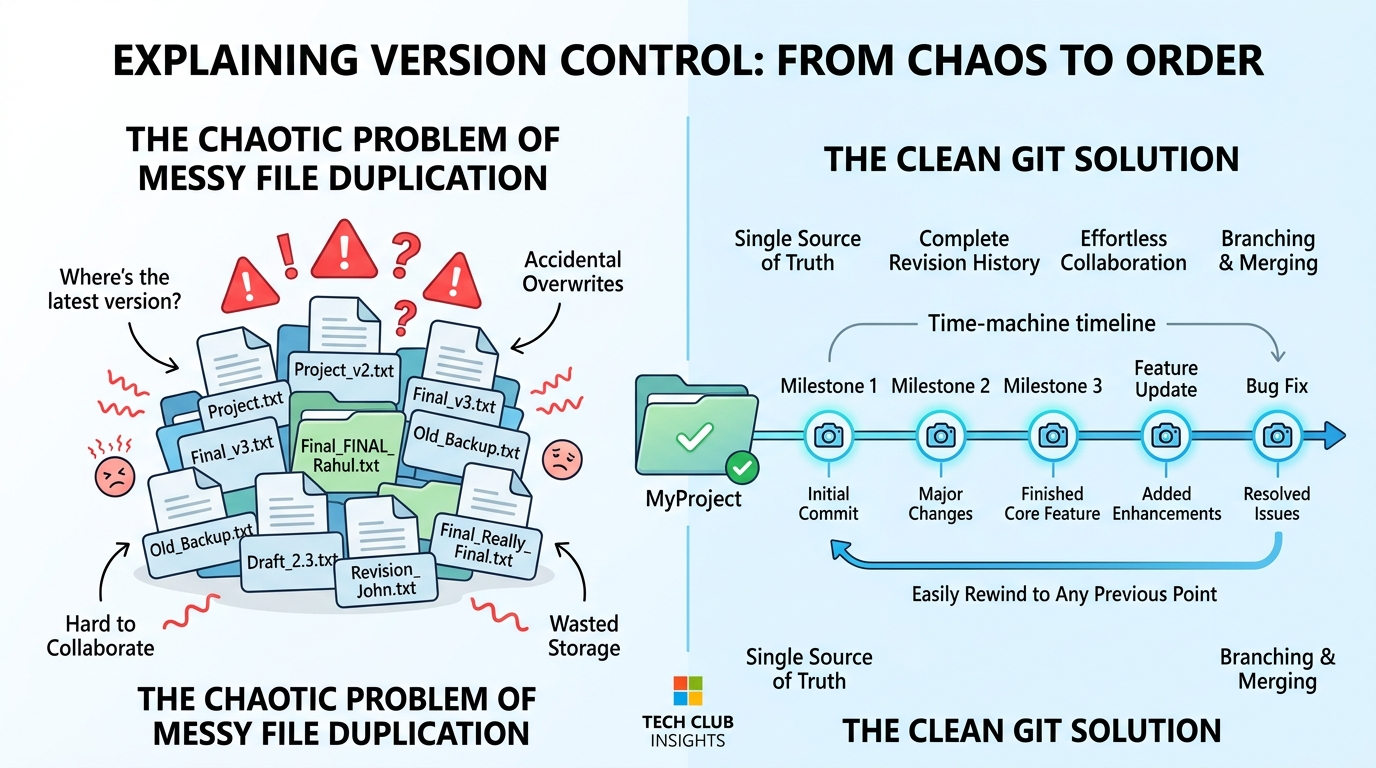 EXPLAINING VERSION CONTROL: FROM CHAOS TO ORDER
THE CHAOTIC PROBLEM OF
MESSY FILE DUPLICATION
Where's the
latest version?
Accidental
Overwrites
Project_v2.txt
Project.txt
Final_v3.txt
Final_v3.txt
Final_FINAL_
Rahul.txt
Old_Backup.txt
Old_Backup.txt
Draft_2.3.txt
Revision_
John.txt
Final_Really_
Final.txt
Hard to
Collaborate
Wasted
Storage
THE CHAOTIC PROBLEM OF
MESSY FILE DUPLICATION
TECH CLUB
INSIGHTS
THE CLEAN GIT SOLUTION
Single Source
of Truth
Complete
Revision History
Effortless
Collaboration
Branching
& Merging
Time-machine timeline
Milestone 1
Milestone 2
Milestone 3
Feature
Update
Bug Fix
MyProject
Initial
Commit
Major
Changes
Finished
Core Feature
Added
Enhancements
Resolved
Issues
Easily Rewind to Any Previous Point
Single Source
of Truth
Branching &
Merging
THE CLEAN GIT SOLUTION